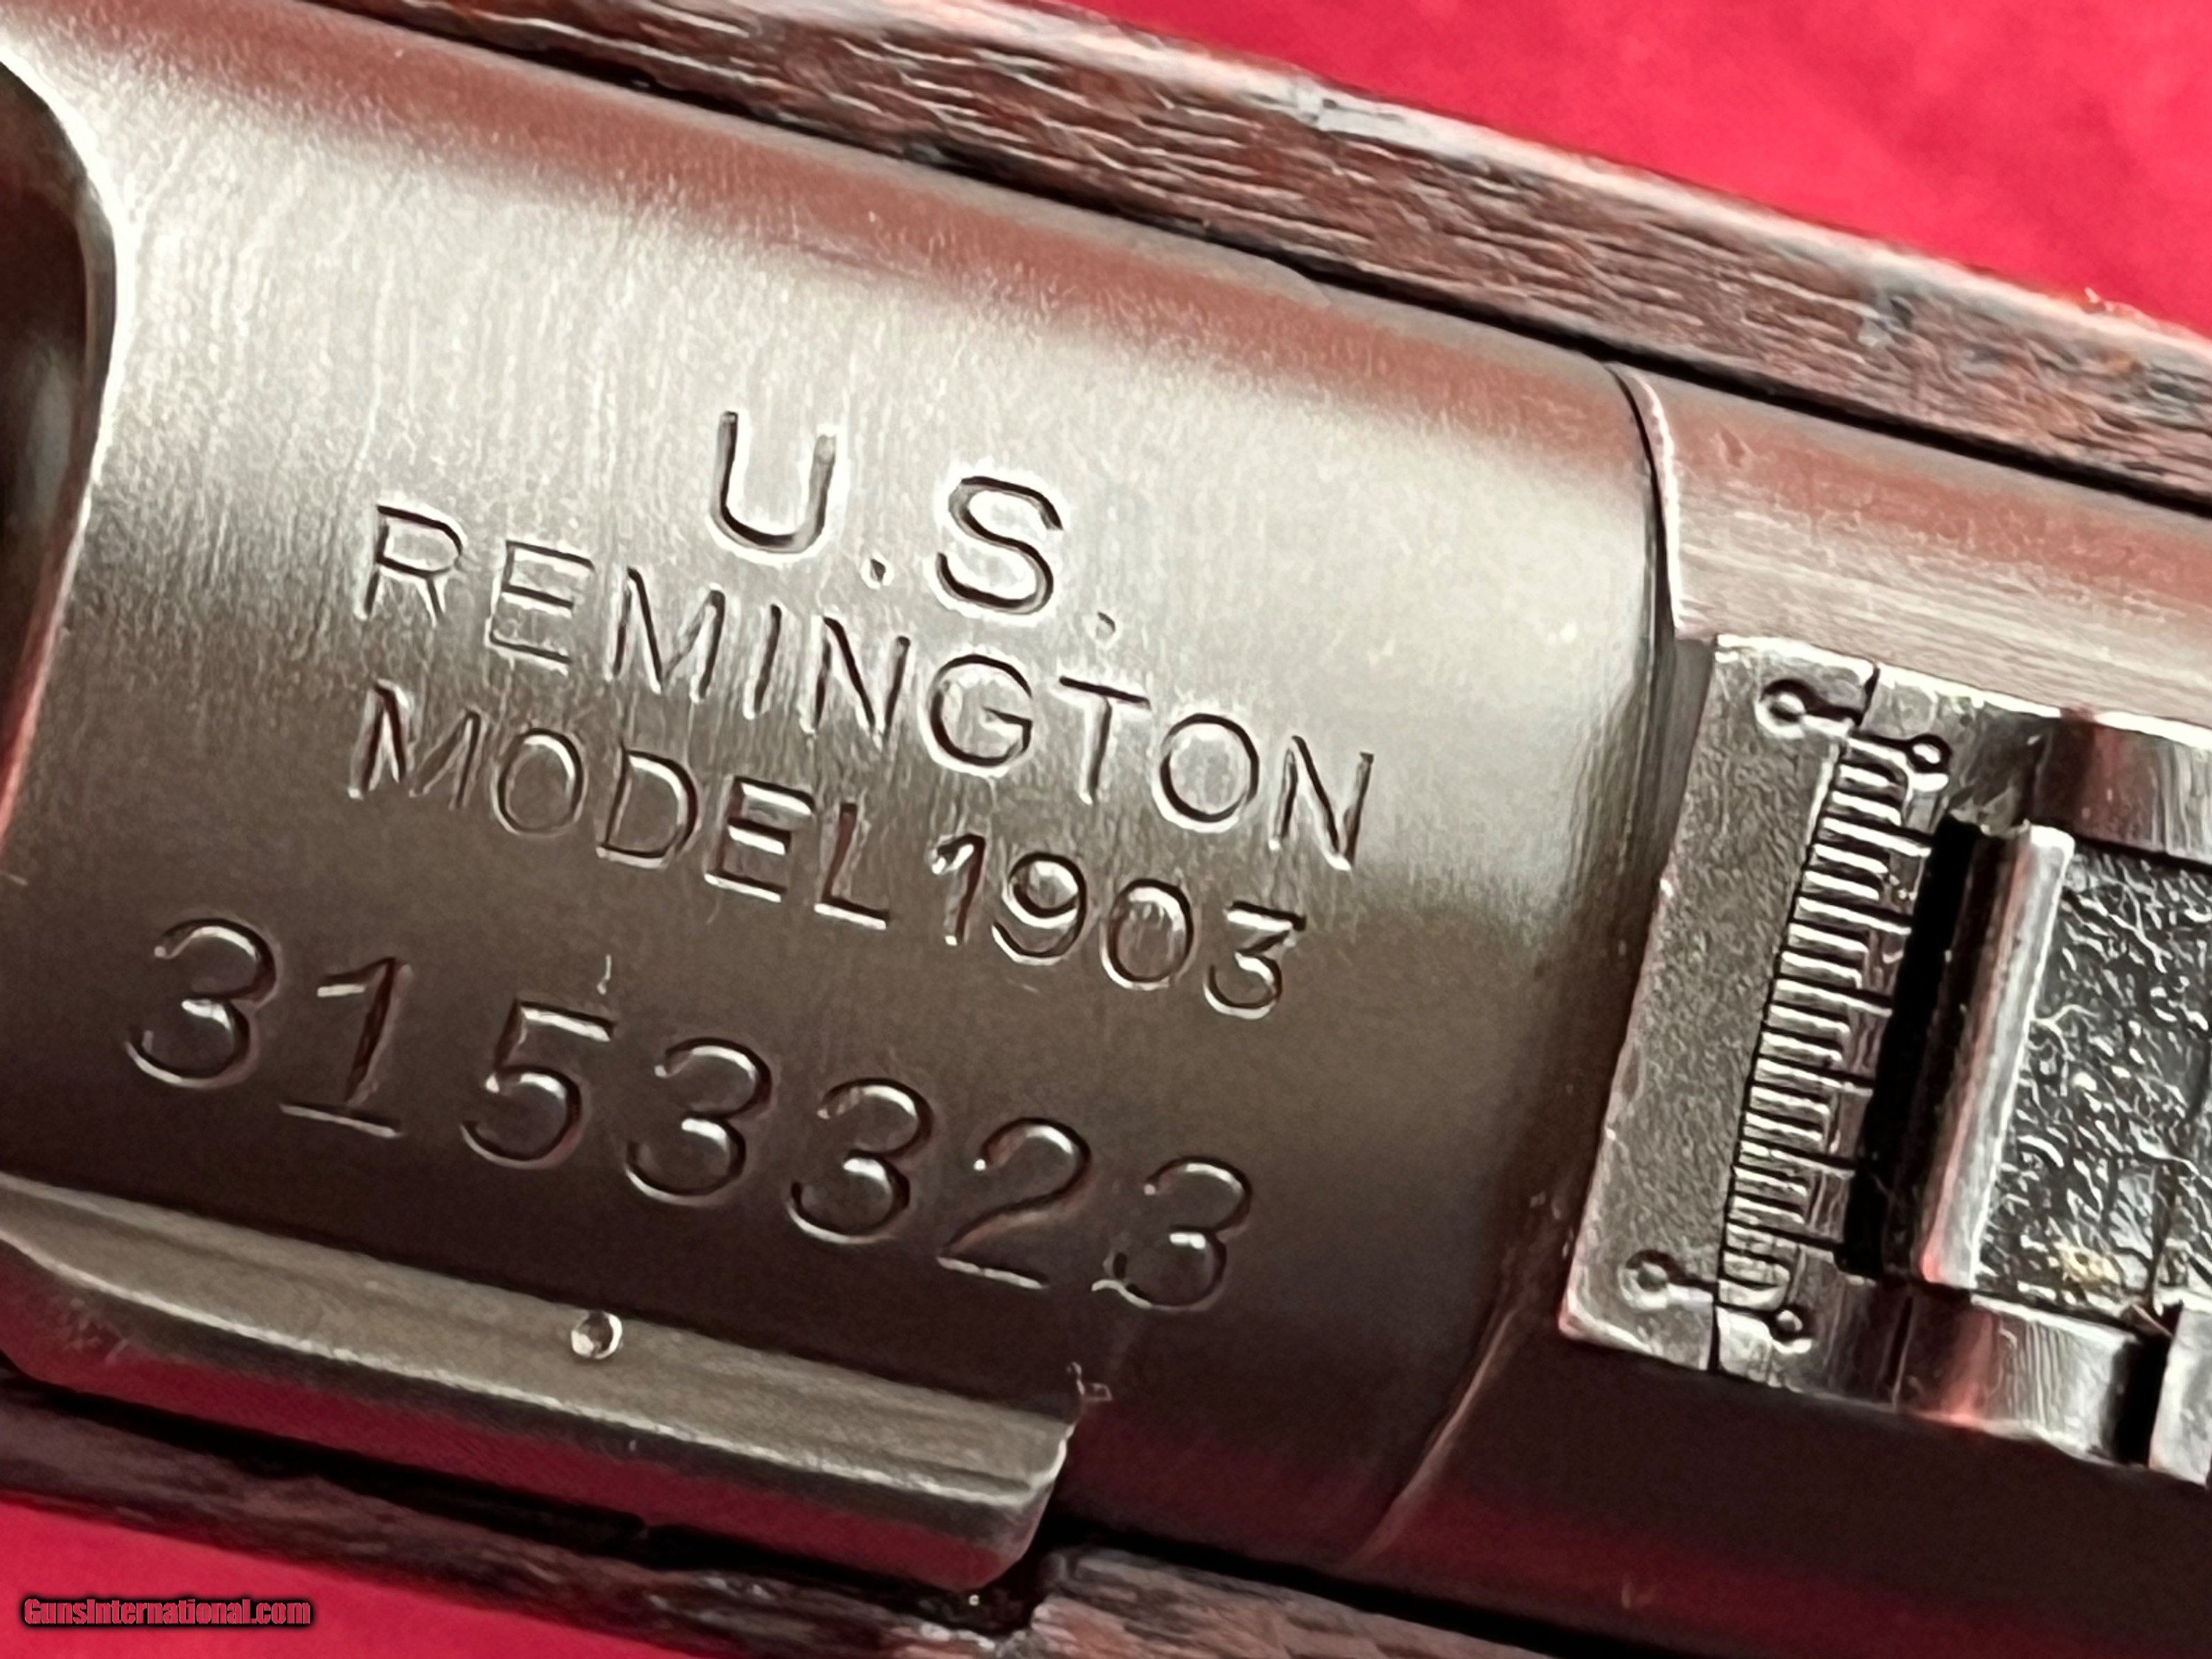 U.S.
REMINGTON
MODEL 1903
3153323
GunsInternational.com